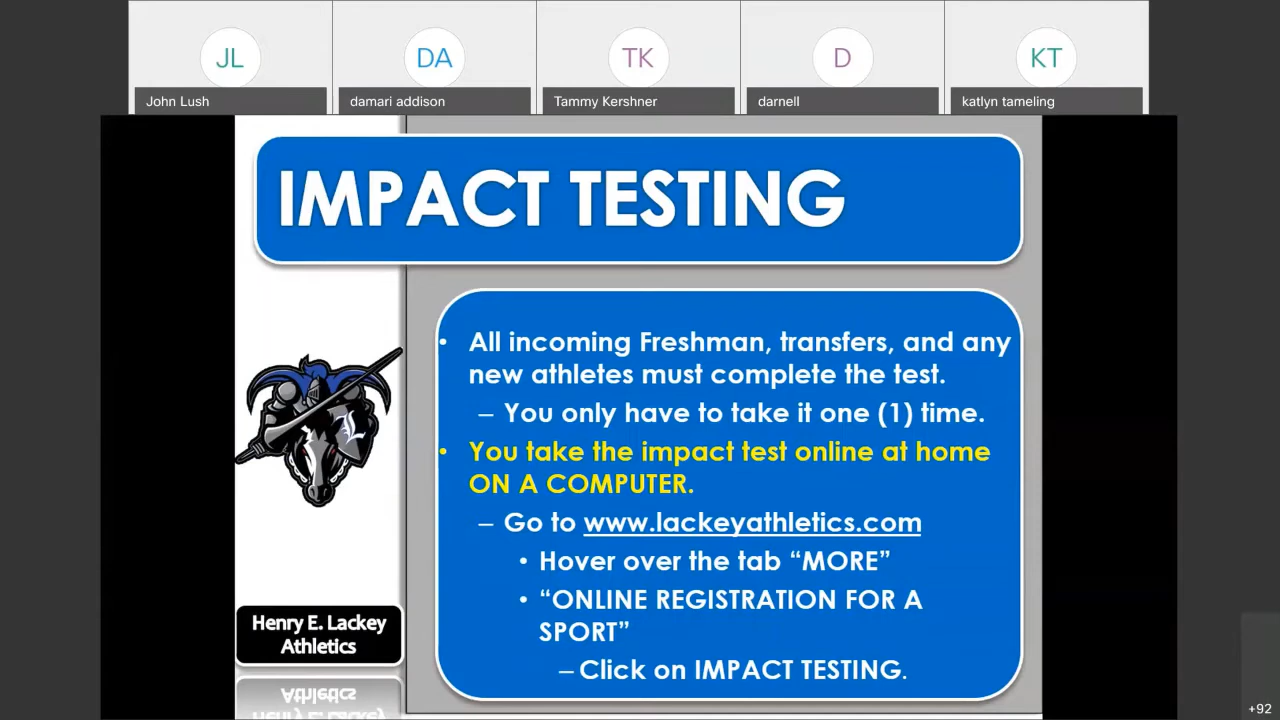 JL
DA
TK
D
KT
John Lush
damari addison
Tammy Kershner
darnell
katlyn tameling
IMPACT TESTING
• All incoming Freshman, transfers, and any
new athletes must complete the test.
– You only have to take it one (1) time.
• You take the impact test online at home
ON A COMPUTER.
– Go to www.lackeyathletics.com
• Hover over the tab “MORE”
• “ONLINE REGISTRATION FOR A
SPORT”
– Click on IMPACT TESTING.
L
Henry E. Lackey
Athletics
Athletics
Henry E. Lackey
+92